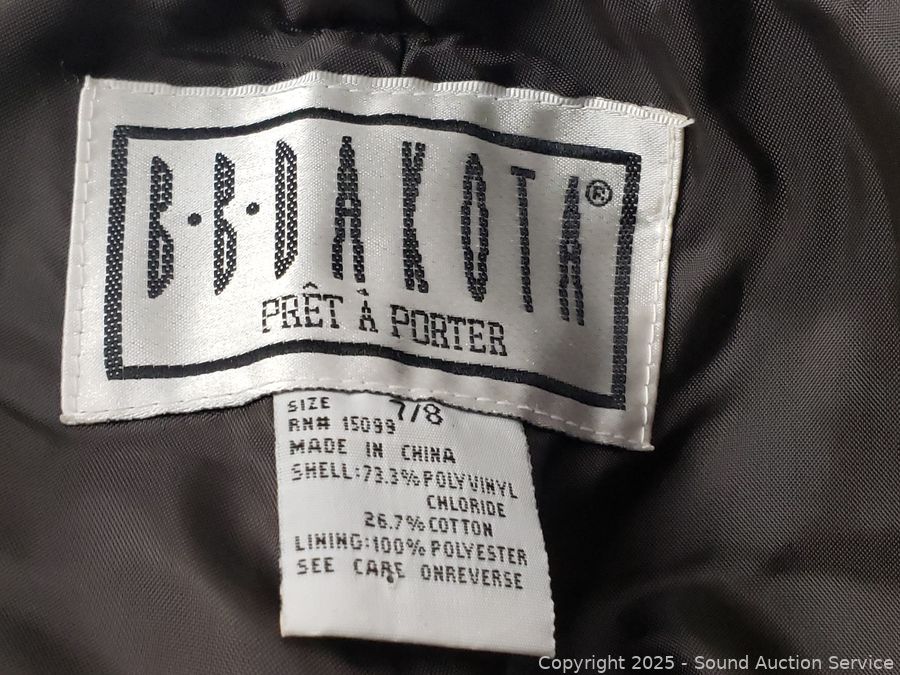 B·B·DAKOTA®
PRÊT À PORTER
SIZE 7/8
RN# 15099
MADE IN CHINA
SHELL:73.3%POLYVINYL
CHLORIDE
26.7%COTTON
LINING:100%POLYESTER
SEE CARE ONREVERSE
Copyright 2025 - Sound Auction Service